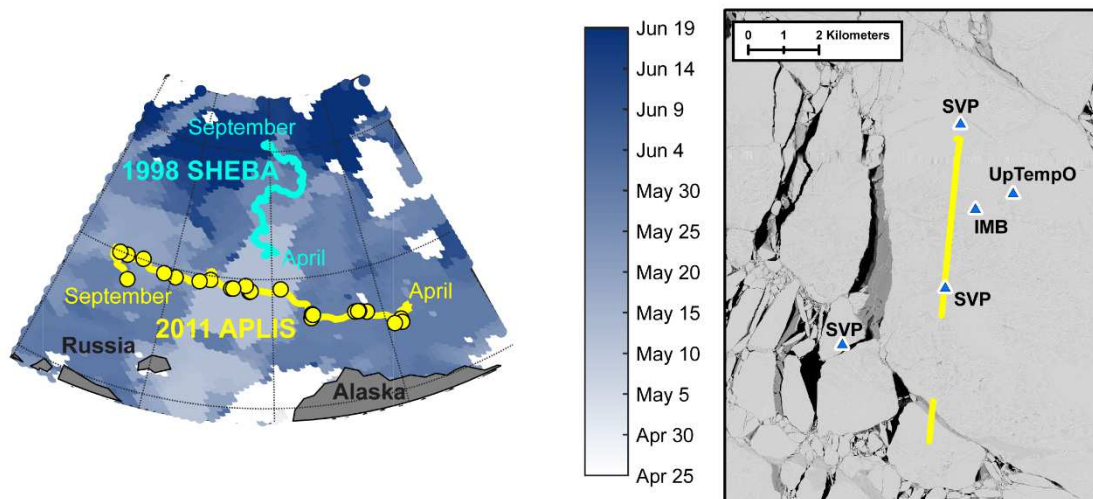 September
1998 SHEBA
April
September
April
2011 APLIS
Russia
Alaska
Jun 19
Jun 14
Jun 9
Jun 4
May 30
May 25
May 20
May 15
May 10
May 5
Apr 30
Apr 25
0 1 2 Kilometers
SVP
UpTempO
IMB
SVP
SVP